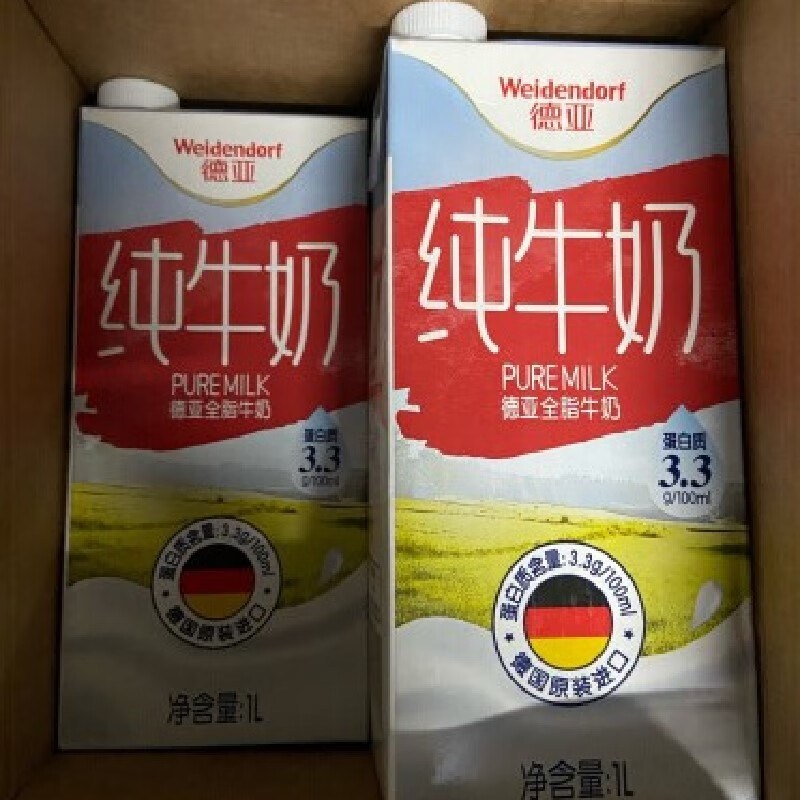 Weidendorf
德亚
纯牛奶
PURE MILK
德亚全脂牛奶
蛋白质
3.3
g/100ml
蛋白质含量:3.3g/100ml
德国原装进口
净含量:1L
Weidendorf
德亚
纯牛奶
PURE MILK
德亚全脂牛奶
蛋白质
3.3
g/100ml
蛋白质含量:3.3g/100ml
德国原装进口
净含量:1L